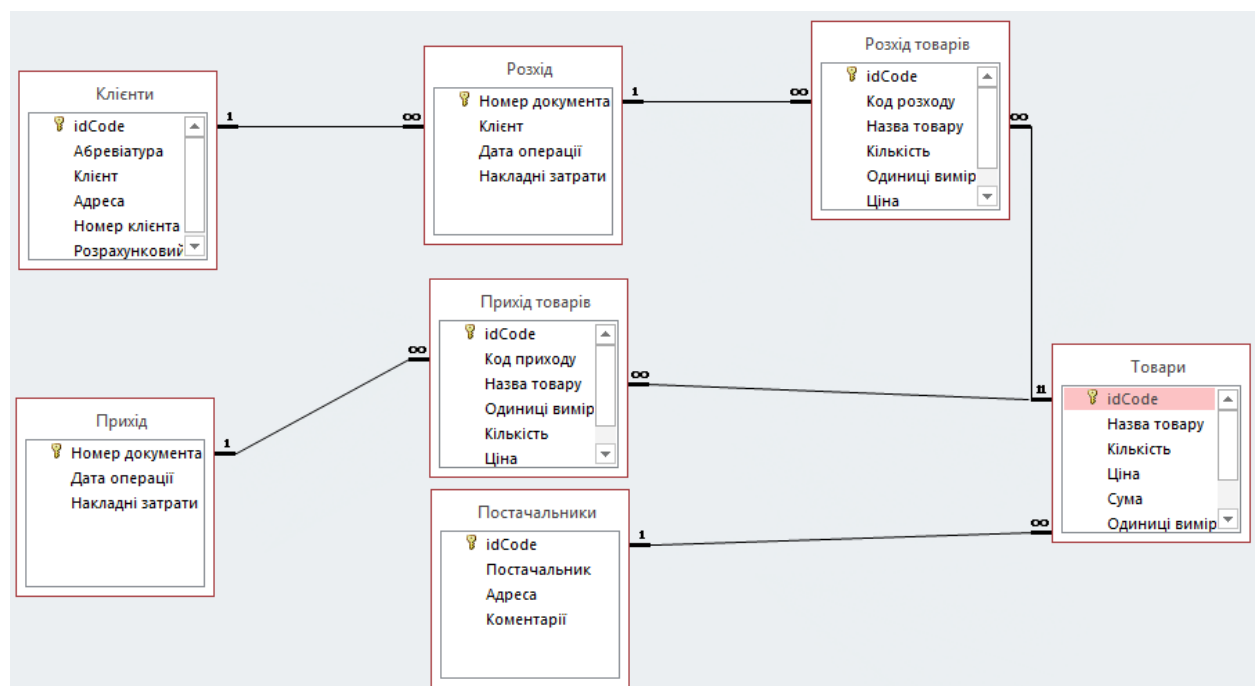 Клієнти
idCode
Абревіатура
Клієнт
Адреса
Номер клієнта
Розрахунковий
1
∞
Розхід
Номер документа
Клієнт
Дата операції
Накладні затрати
1
∞
Розхід товарів
idCode
Код розходу
Назва товару
Кількість
Одиниці вимір
Ціна
∞
Прихід
Номер документа
Дата операції
Накладні затрати
1
∞
Прихід товарів
idCode
Код приходу
Назва товару
Одиниці вимір
Кількість
Ціна
∞
Постачальники
idCode
Постачальник
Адреса
Коментарії
1
∞
11
Товари
idCode
Назва товару
Кількість
Ціна
Сума
Одиниці вимір